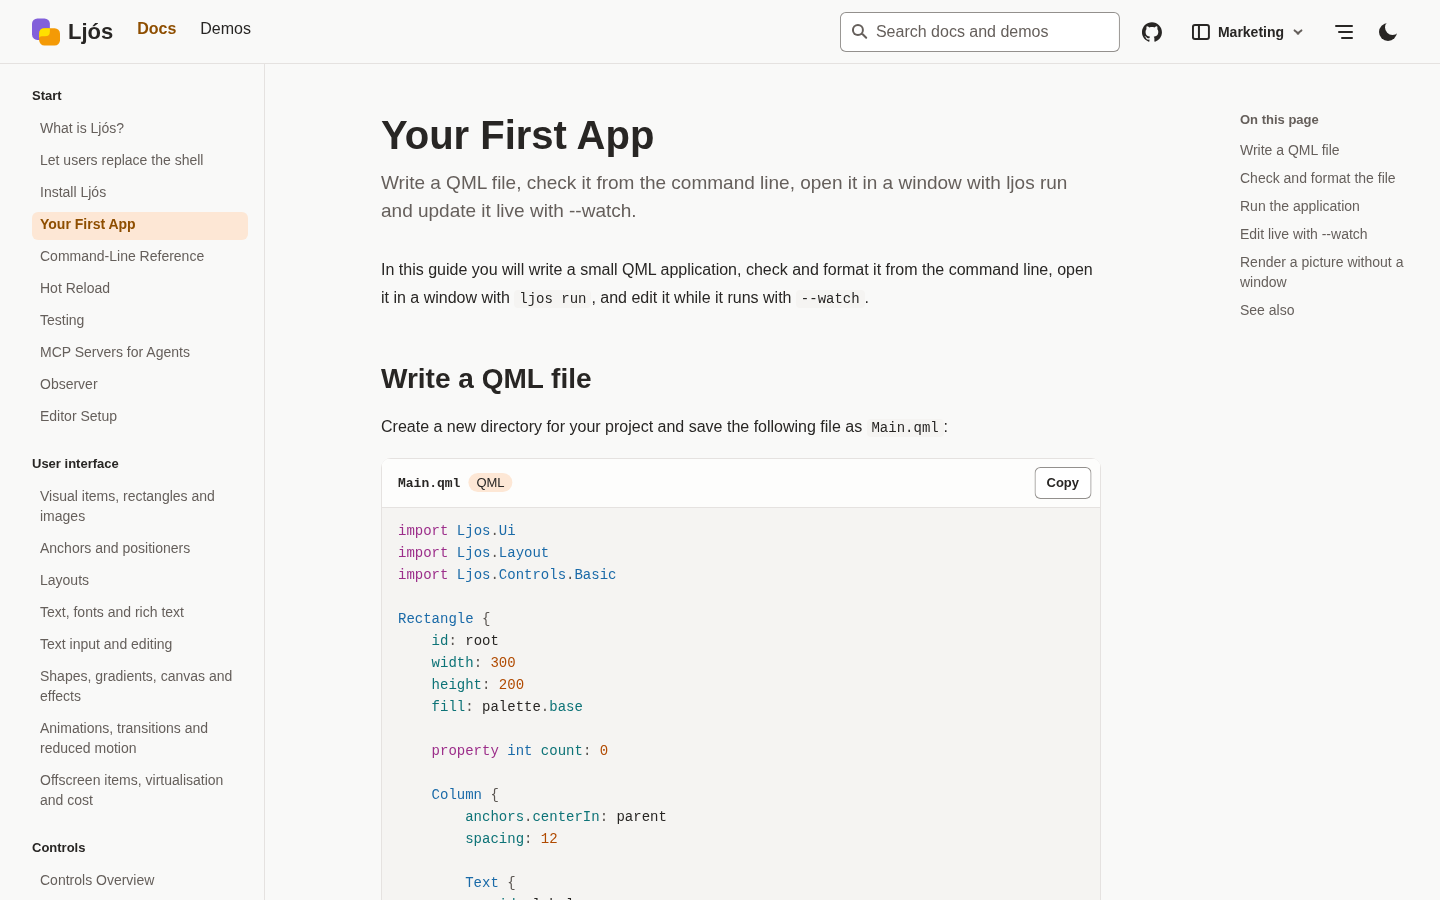 Ljós
Docs
Demos
Search docs and demos
Marketing
Start
What is Ljós?
Let users replace the shell
Install Ljós
Your First App
Command-Line Reference
Hot Reload
Testing
MCP Servers for Agents
Observer
Editor Setup
User interface
Visual items, rectangles and
images
Anchors and positioners
Layouts
Text, fonts and rich text
Text input and editing
Shapes, gradients, canvas and
effects
Animations, transitions and
reduced motion
Offscreen items, virtualisation
and cost
Controls
Controls Overview
Your First App
Write a QML file, check it from the command line, open it in a window with ljos run
and update it live with --watch.
In this guide you will write a small QML application, check and format it from the command line, open
it in a window with ljos run, and edit it while it runs with --watch.
Write a QML file
Create a new directory for your project and save the following file as Main.qml:
Main.qml QML
Copy
import Ljos.Ui
import Ljos.Layout
import Ljos.Controls.Basic
Rectangle {
    id: root
    width: 300
    height: 200
    fill: palette.base
    property int count: 0
    Column {
        anchors.centerIn: parent
        spacing: 12
        Text {
On this page
Write a QML file
Check and format the file
Run the application
Edit live with --watch
Render a picture without a
window
See also